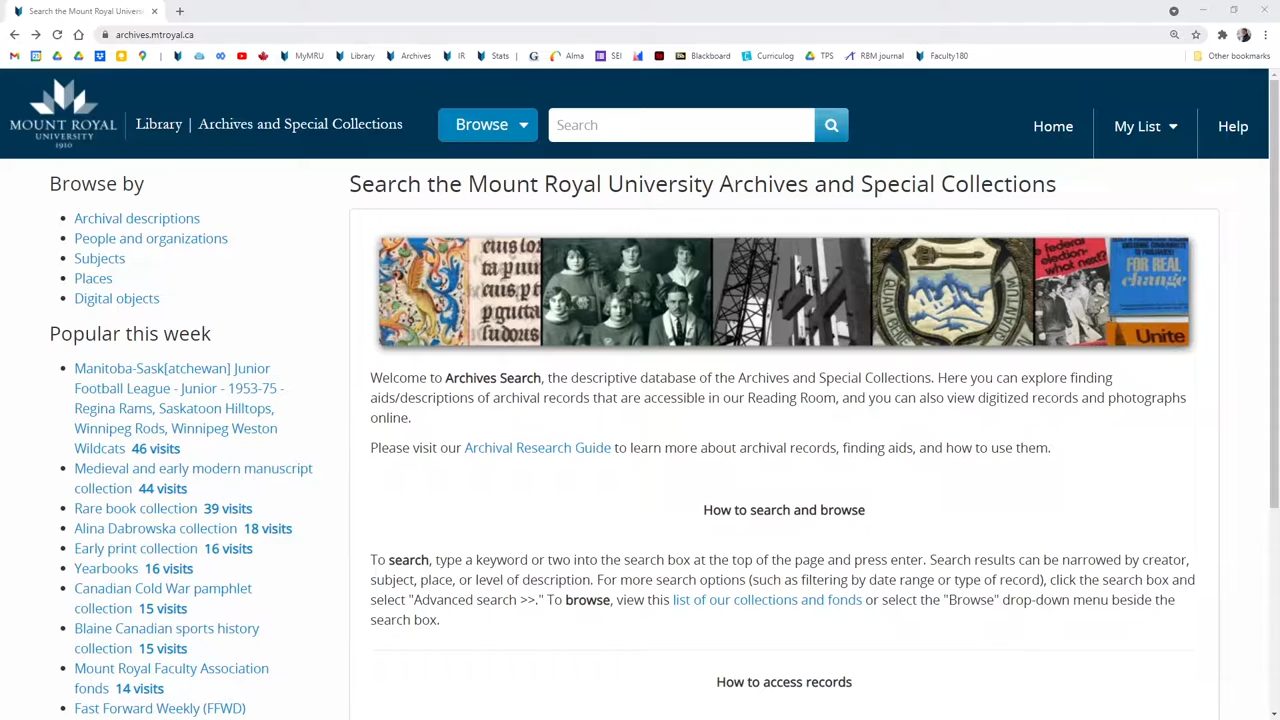 Search the Mount Royal Univers
archives.mtroyal.ca
MyMRU
Library
Archives
IR
Stats
Alma
SEI
Blackboard
Curriculog
TPS
RBM journal
Faculty180
Other bookmarks
MOUNT ROYAL
UNIVERSITY
1910
Library | Archives and Special Collections
Browse
Search
Home
My List
Help
Browse by
Archival descriptions
People and organizations
Subjects
Places
Digital objects
Popular this week
Manitoba-Sask[atchewan] Junior
Football League - Junior - 1953-75 -
Regina Rams, Saskatoon Hilltops,
Winnipeg Rods, Winnipeg Weston
Wildcats 46 visits
Medieval and early modern manuscript
collection 44 visits
Rare book collection 39 visits
Alina Dabrowska collection 18 visits
Early print collection 16 visits
Yearbooks 16 visits
Canadian Cold War pamphlet
collection 15 visits
Blaine Canadian sports history
collection 15 visits
Mount Royal Faculty Association
fonds 14 visits
Fast Forward Weekly (FFWD)
Search the Mount Royal University Archives and Special Collections
QUAM BENE
QUANTUM
federal
election-
what next?
FOR REAL
change
Unite
Welcome to Archives Search, the descriptive database of the Archives and Special Collections. Here you can explore finding
aids/descriptions of archival records that are accessible in our Reading Room, and you can also view digitized records and photographs
online.
Please visit our Archival Research Guide to learn more about archival records, finding aids, and how to use them.
How to search and browse
To search, type a keyword or two into the search box at the top of the page and press enter. Search results can be narrowed by creator,
subject, place, or level of description. For more search options (such as filtering by date range or type of record), click the search box and
select "Advanced search >>." To browse, view this list of our collections and fonds or select the "Browse" drop-down menu beside the
search box.
How to access records